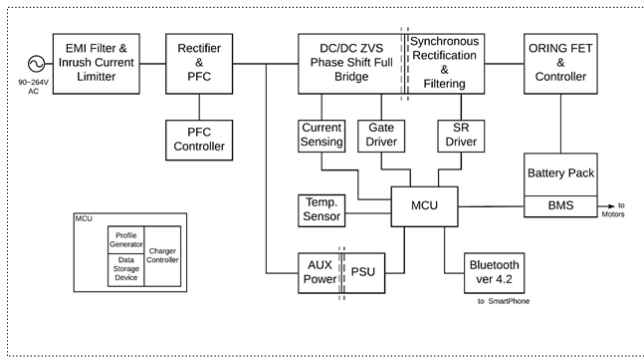 EMI Filter &
Inrush Current
Limitter
Rectifier
&
PFC
DC/DC ZVS
Phase Shift Full
Bridge
Synchronous
Rectification
&
Filtering
ORING FET
&
Controller
90~264V
AC
PFC
Controller
Current
Sensing
Gate
Driver
SR
Driver
Battery Pack
BMS
to
Motors
Temp.
Sensor
MCU
MCU
Profile
Generator
Data
Storage
Device
Charger
Controller
AUX
Power
PSU
Bluetooth
ver 4.2
to SmartPhone